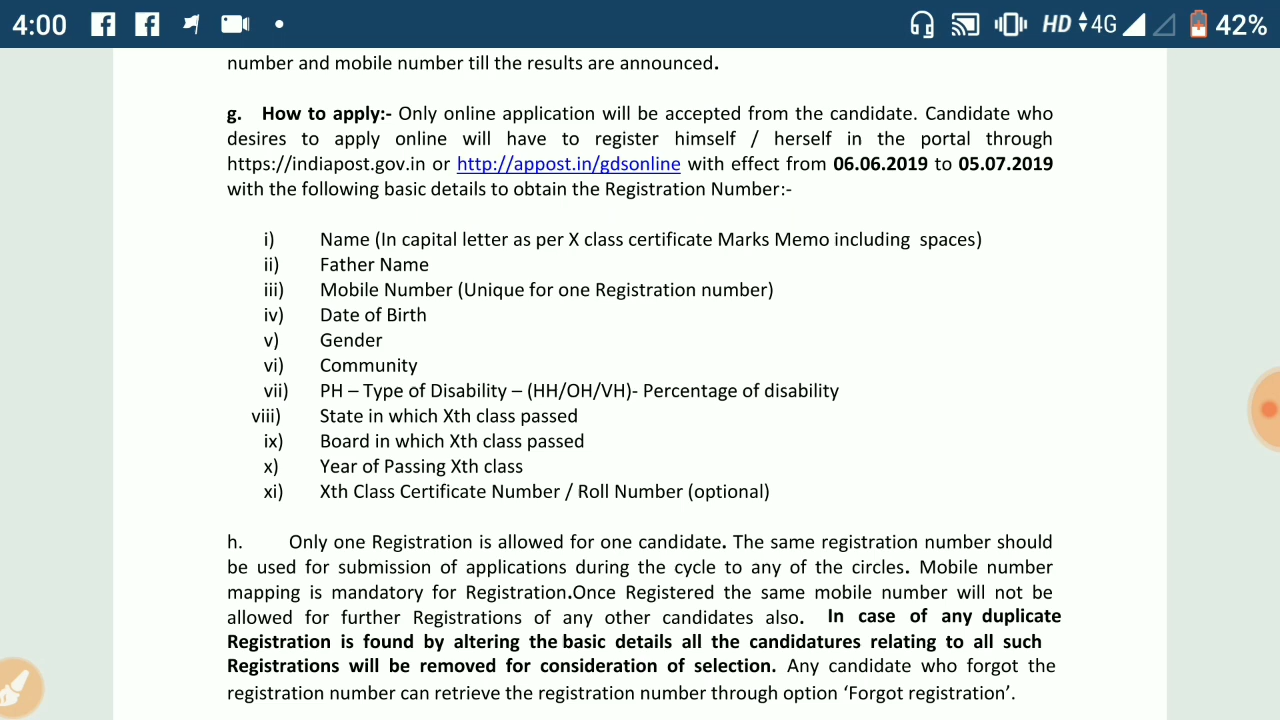 4:00 HD 4G 42%
number and mobile number till the results are announced.
g. How to apply:- Only online application will be accepted from the candidate. Candidate who
desires to apply online will have to register himself / herself in the portal through
https://indiapost.gov.in or http://appost.in/gdsonline with effect from 06.06.2019 to 05.07.2019
with the following basic details to obtain the Registration Number:-
i) Name (In capital letter as per X class certificate Marks Memo including spaces)
ii) Father Name
iii) Mobile Number (Unique for one Registration number)
iv) Date of Birth
v) Gender
vi) Community
vii) PH – Type of Disability – (HH/OH/VH)- Percentage of disability
viii) State in which Xth class passed
ix) Board in which Xth class passed
x) Year of Passing Xth class
xi) Xth Class Certificate Number / Roll Number (optional)
h. Only one Registration is allowed for one candidate. The same registration number should
be used for submission of applications during the cycle to any of the circles. Mobile number
mapping is mandatory for Registration.Once Registered the same mobile number will not be
allowed for further Registrations of any other candidates also. In case of any duplicate
Registration is found by altering the basic details all the candidatures relating to all such
Registrations will be removed for consideration of selection. Any candidate who forgot the
registration number can retrieve the registration number through option ‘Forgot registration’.